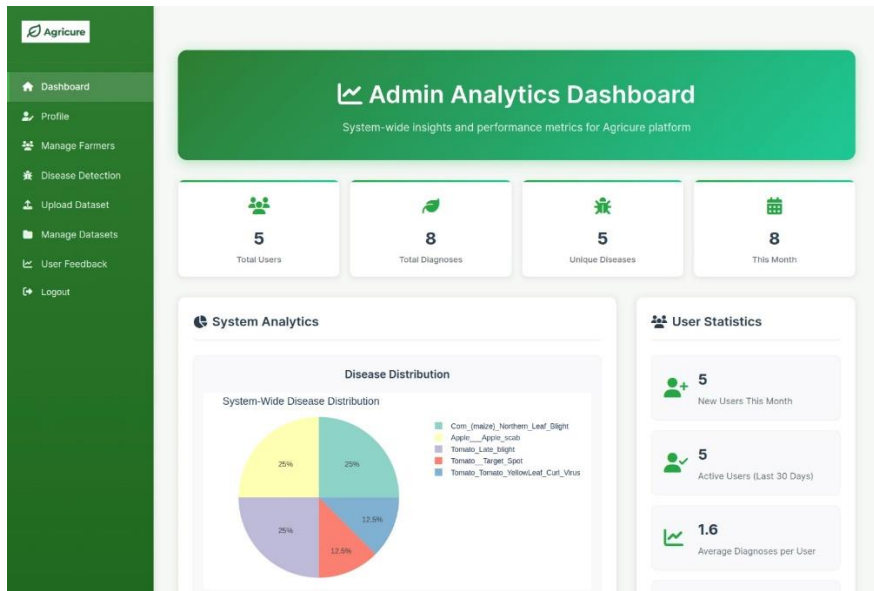 Agricure
Dashboard
Profile
Manage Farmers
Disease Detection
Upload Dataset
Manage Datasets
User Feedback
Logout
Admin Analytics Dashboard
System-wide insights and performance metrics for Agricure platform
5
Total Users
8
Total Diagnoses
5
Unique Diseases
8
This Month
System Analytics
Disease Distribution
System-Wide Disease Distribution
25%
25%
25%
12.5%
12.5%
Corn_(maize)_Northern_Leaf_Blight
Apple___Apple_scab
Tomato_Late_blight
Tomato__Target_Spot
Tomato_Tomato_YellowLeaf_Curl_Virus
User Statistics
5
New Users This Month
5
Active Users (Last 30 Days)
1.6
Average Diagnoses per User